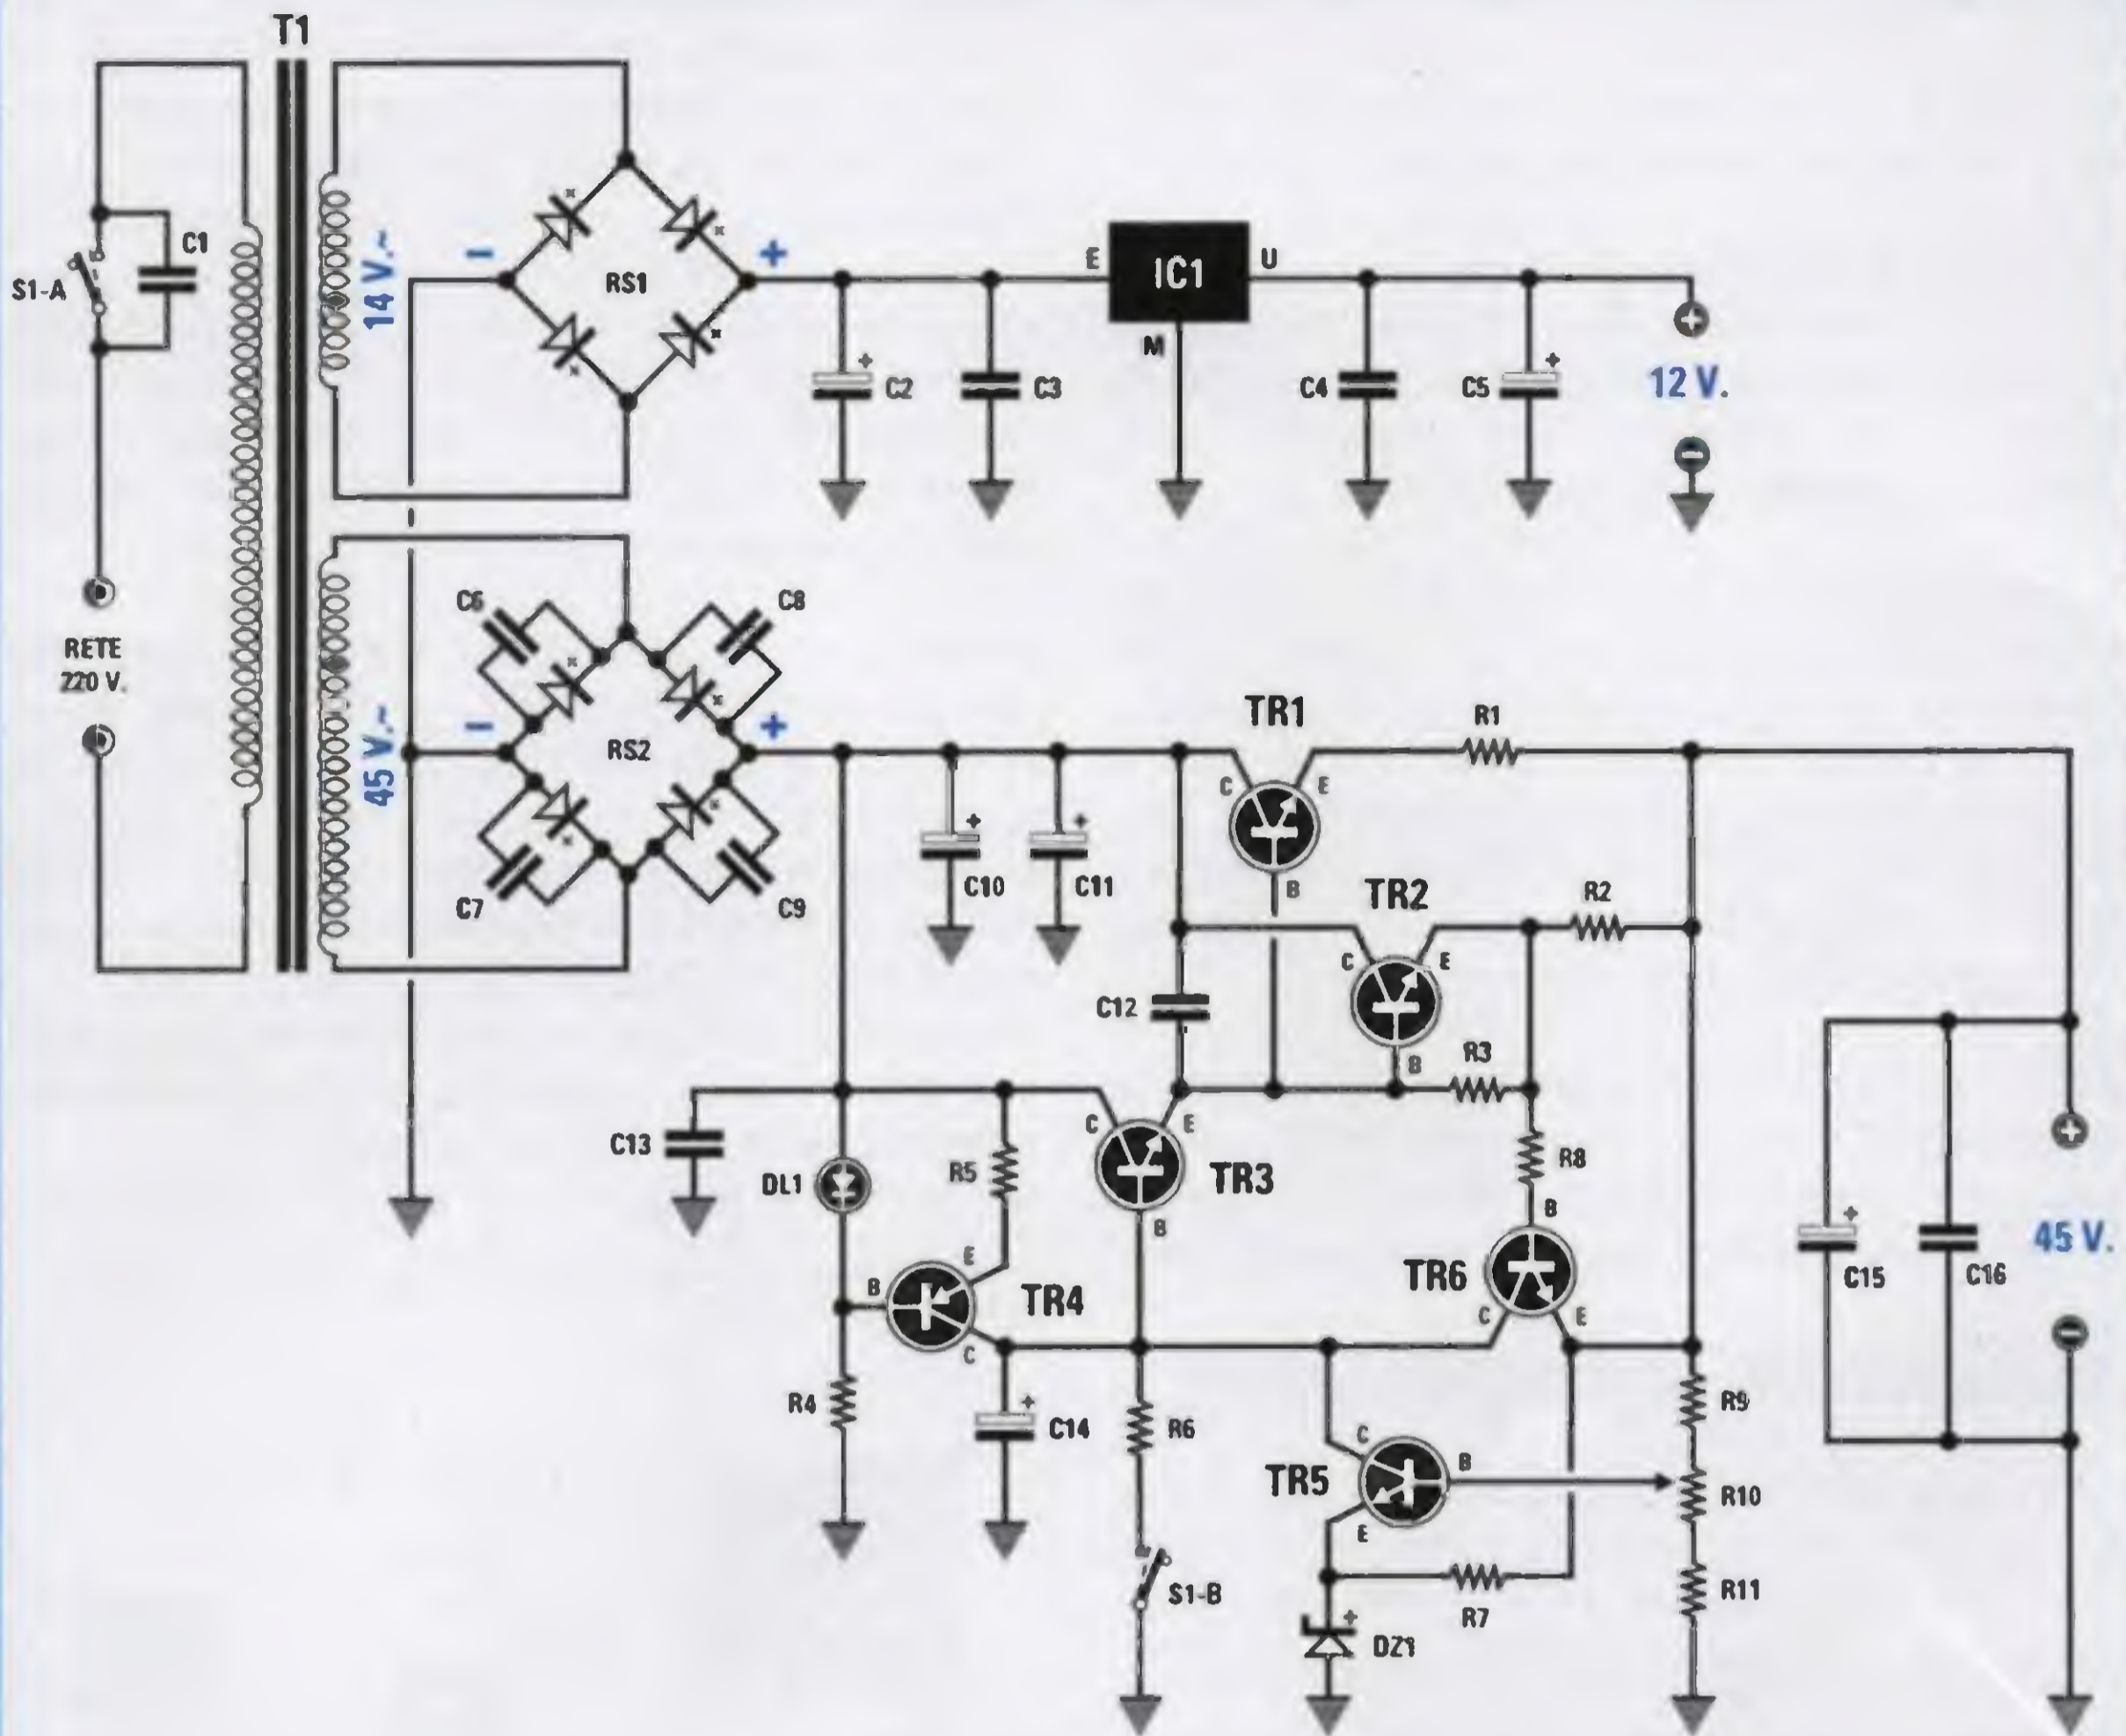 T1
S1-A
C1
14 V.~
−
RS1
+
E
IC1
U
M
C2
+
C3
C4
C5
+
+
12 V.
−
RETE
220 V.
45 V.~
C6
C8
−
RS2
+
C7
C9
C10
+
C11
+
TR1
C
E
B
R1
TR2
C
E
B
R2
C12
R3
C13
DL1
R5
C
E
B
TR3
R8
B
TR6
C
E
B
E
C
TR4
R4
C14
+
R6
S1-B
TR5
C
B
E
R7
DZ1
+
R9
R10
R11
C15
+
C16
+
45 V.
−